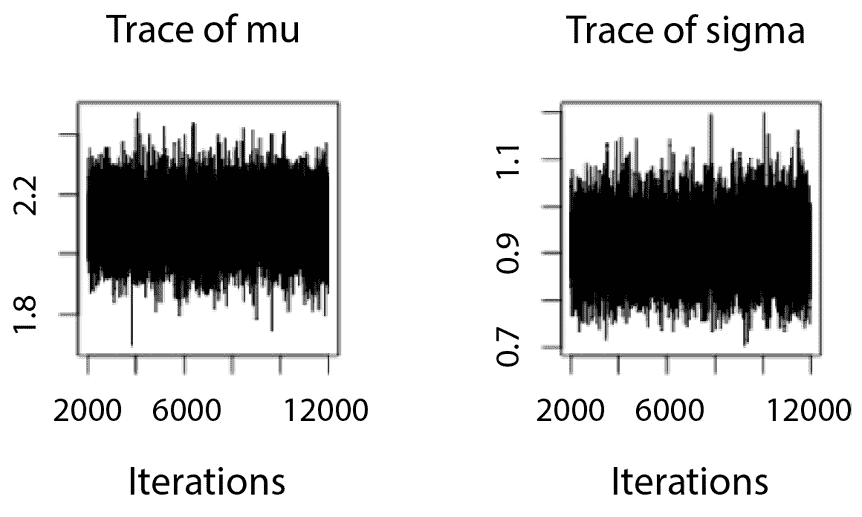 Trace of mu
2.2
1.8
2000 6000 12000
Iterations
Trace of sigma
1.1
0.9
0.7
2000 6000 12000
Iterations